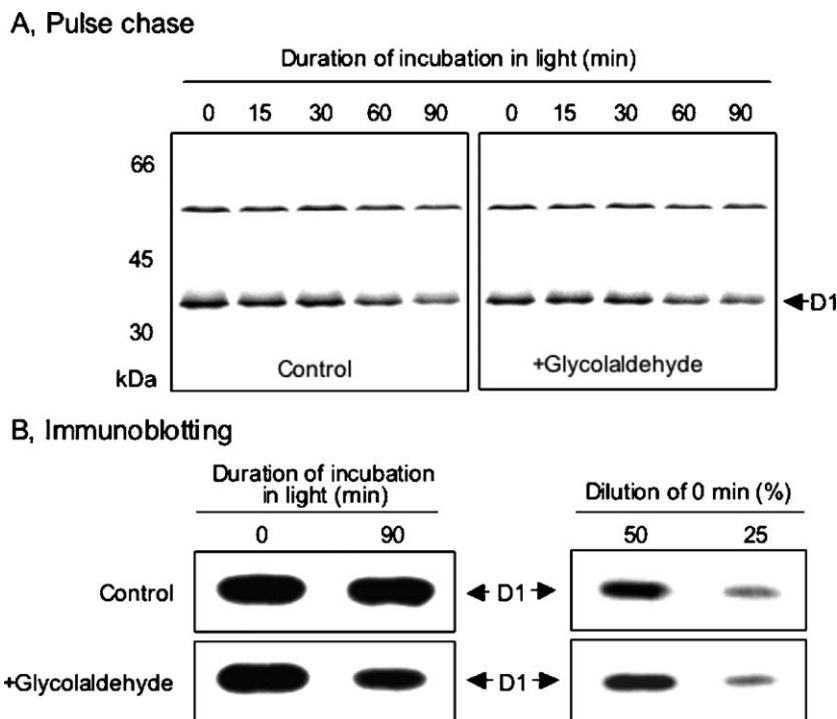 A, Pulse chase
Duration of incubation in light (min)
0 15 30 60 90 0 15 30 60 90
66
45
D1
30
kDa
Control +Glycolaldehyde
B, Immunoblotting
Duration of incubation
in light (min)
Dilution of 0 min (%)
0 90 50 25
Control D1
+Glycolaldehyde D1